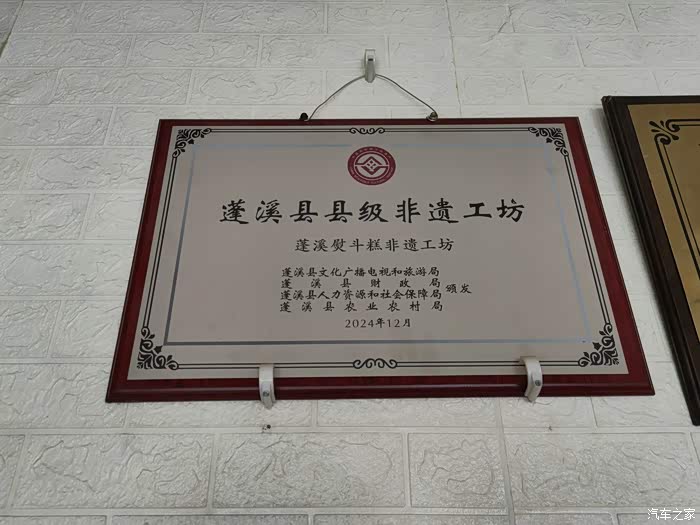 蓬溪县县级非遗工坊
蓬溪熨斗糕非遗工坊
蓬溪县文化广播电视和旅游局
蓬溪县财政局
蓬溪县人力资源和社会保障局
蓬溪县农业农村局
颁发
2024年12月
汽车之家